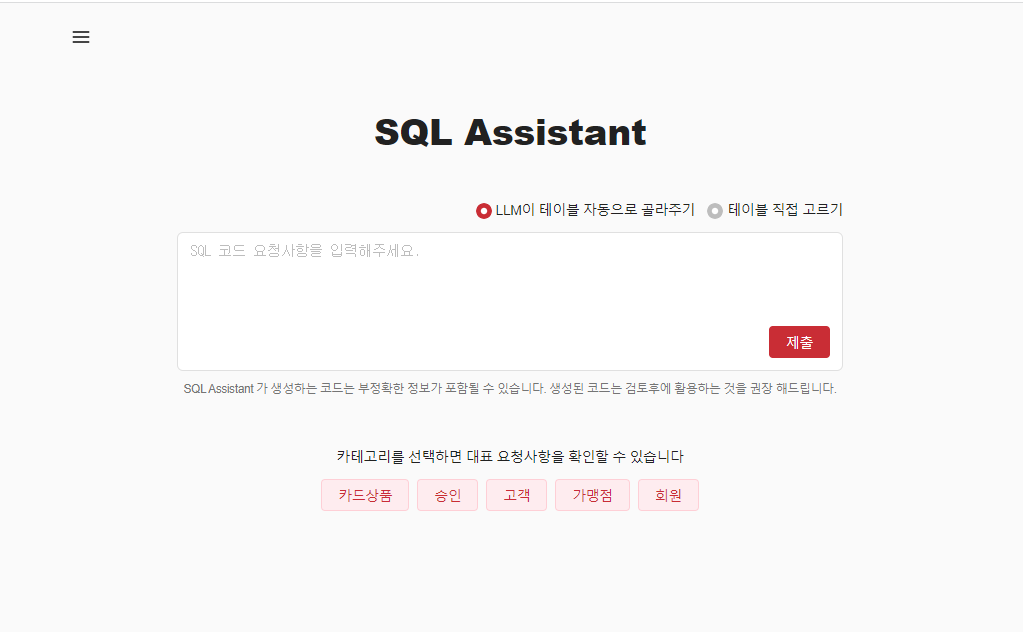 SQL Assistant
LLM이 테이블 자동으로 골라주기 테이블 직접 고르기
SQL 코드 요청사항을 입력해주세요.
제출
SQL Assistant 가 생성하는 코드는 부정확한 정보가 포함될 수 있습니다. 생성된 코드는 검토후에 활용하는 것을 권장 해드립니다.
카테고리를 선택하면 대표 요청사항을 확인할 수 있습니다
카드상품 승인 고객 가맹점 회원